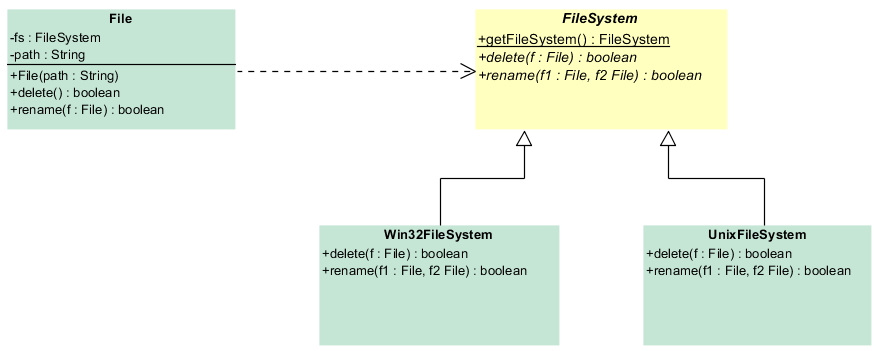 File
-fs : FileSystem
-path : String
+File(path : String)
+delete() : boolean
+rename(f : File) : boolean
FileSystem
+getFileSystem() : FileSystem
+delete(f : File) : boolean
+rename(f1 : File, f2 File) : boolean
Win32FileSystem
+delete(f : File) : boolean
+rename(f1 : File, f2 File) : boolean
UnixFileSystem
+delete(f : File) : boolean
+rename(f1 : File, f2 File) : boolean